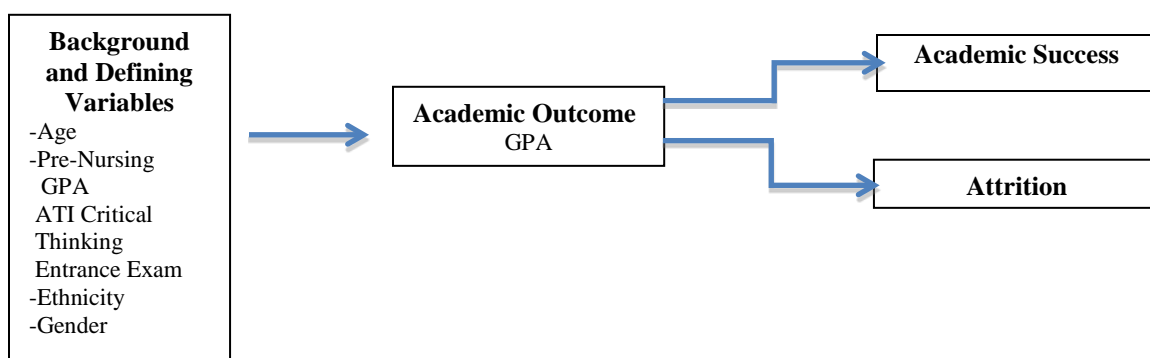 Background
and Defining
Variables
-Age
-Pre-Nursing
GPA
ATI Critical
Thinking
Entrance Exam
-Ethnicity
-Gender
Academic Outcome
GPA
Academic Success
Attrition